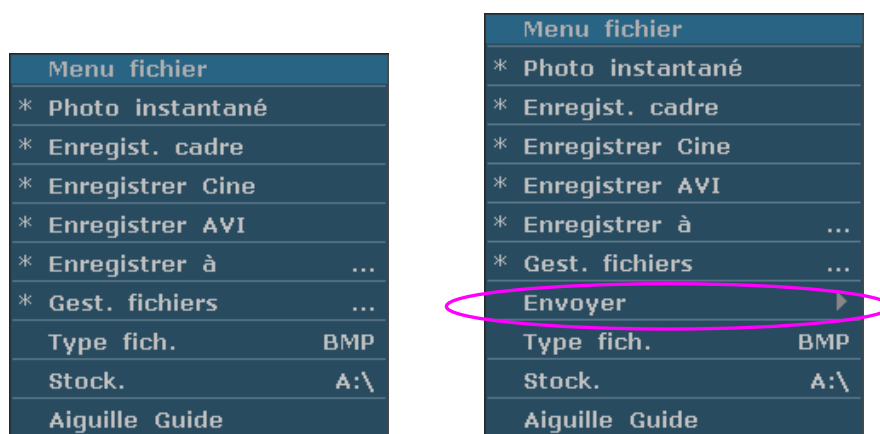 Menu fichier
* Photo instantané
* Enregist. cadre
* Enregistrer Cine
* Enregistrer AVI
* Enregistrer à ...
* Gest. fichiers ...
Type fich. BMP
Stock. A:\
Aiguille Guide
Menu fichier
* Photo instantané
* Enregist. cadre
* Enregistrer Cine
* Enregistrer AVI
* Enregistrer à ...
* Gest. fichiers ...
Envoyer
Type fich. BMP
Stock. A:\
Aiguille Guide